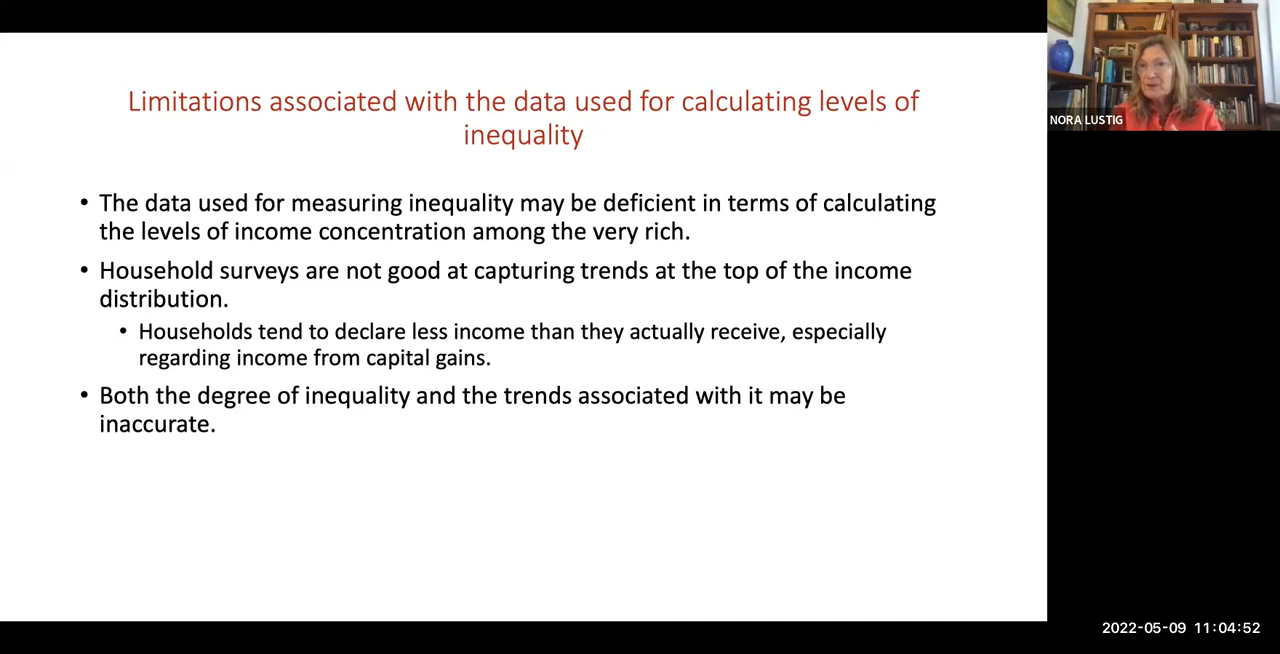 Limitations associated with the data used for calculating levels of
inequality
• The data used for measuring inequality may be deficient in terms of calculating
the levels of income concentration among the very rich.
• Household surveys are not good at capturing trends at the top of the income
distribution.
• Households tend to declare less income than they actually receive, especially
regarding income from capital gains.
• Both the degree of inequality and the trends associated with it may be
inaccurate.
NORA LUSTIG
2022-05-09 11:04:52